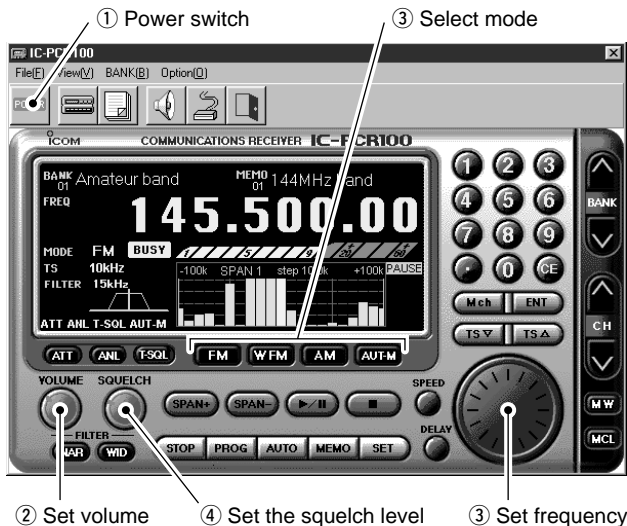 ① Power switch
③ Select mode
IC-PCR100
File(F) View(V) BANK(B) Option(O)
POWER
ICOM COMMUNICATIONS RECEIVER IC-PCR100
BANK 01 Amateur band MEMO 01 144MHz band
FREQ 145.500.00
MODE FM BUSY 1 5 9 20 60
TS 10kHz
FILTER 15kHz
-100k SPAN 1 step 10 k +100k PAUSE
ATT ANL T-SQL AUT-M
1 2 3
4 5 6
7 8 9
. 0 CE
M ch ENT
TS▽ TS△
BANK
CH
M W
MCL
ATT ANL T-SQL FM WFM AM AUT-M
VOLUME SQUELCH
SPAN+ SPAN– ▶/II ■
SPEED
DELAY
FILTER
NAR WID
STOP PROG AUTO MEMO SET
② Set volume
④ Set the squelch level
③ Set frequency